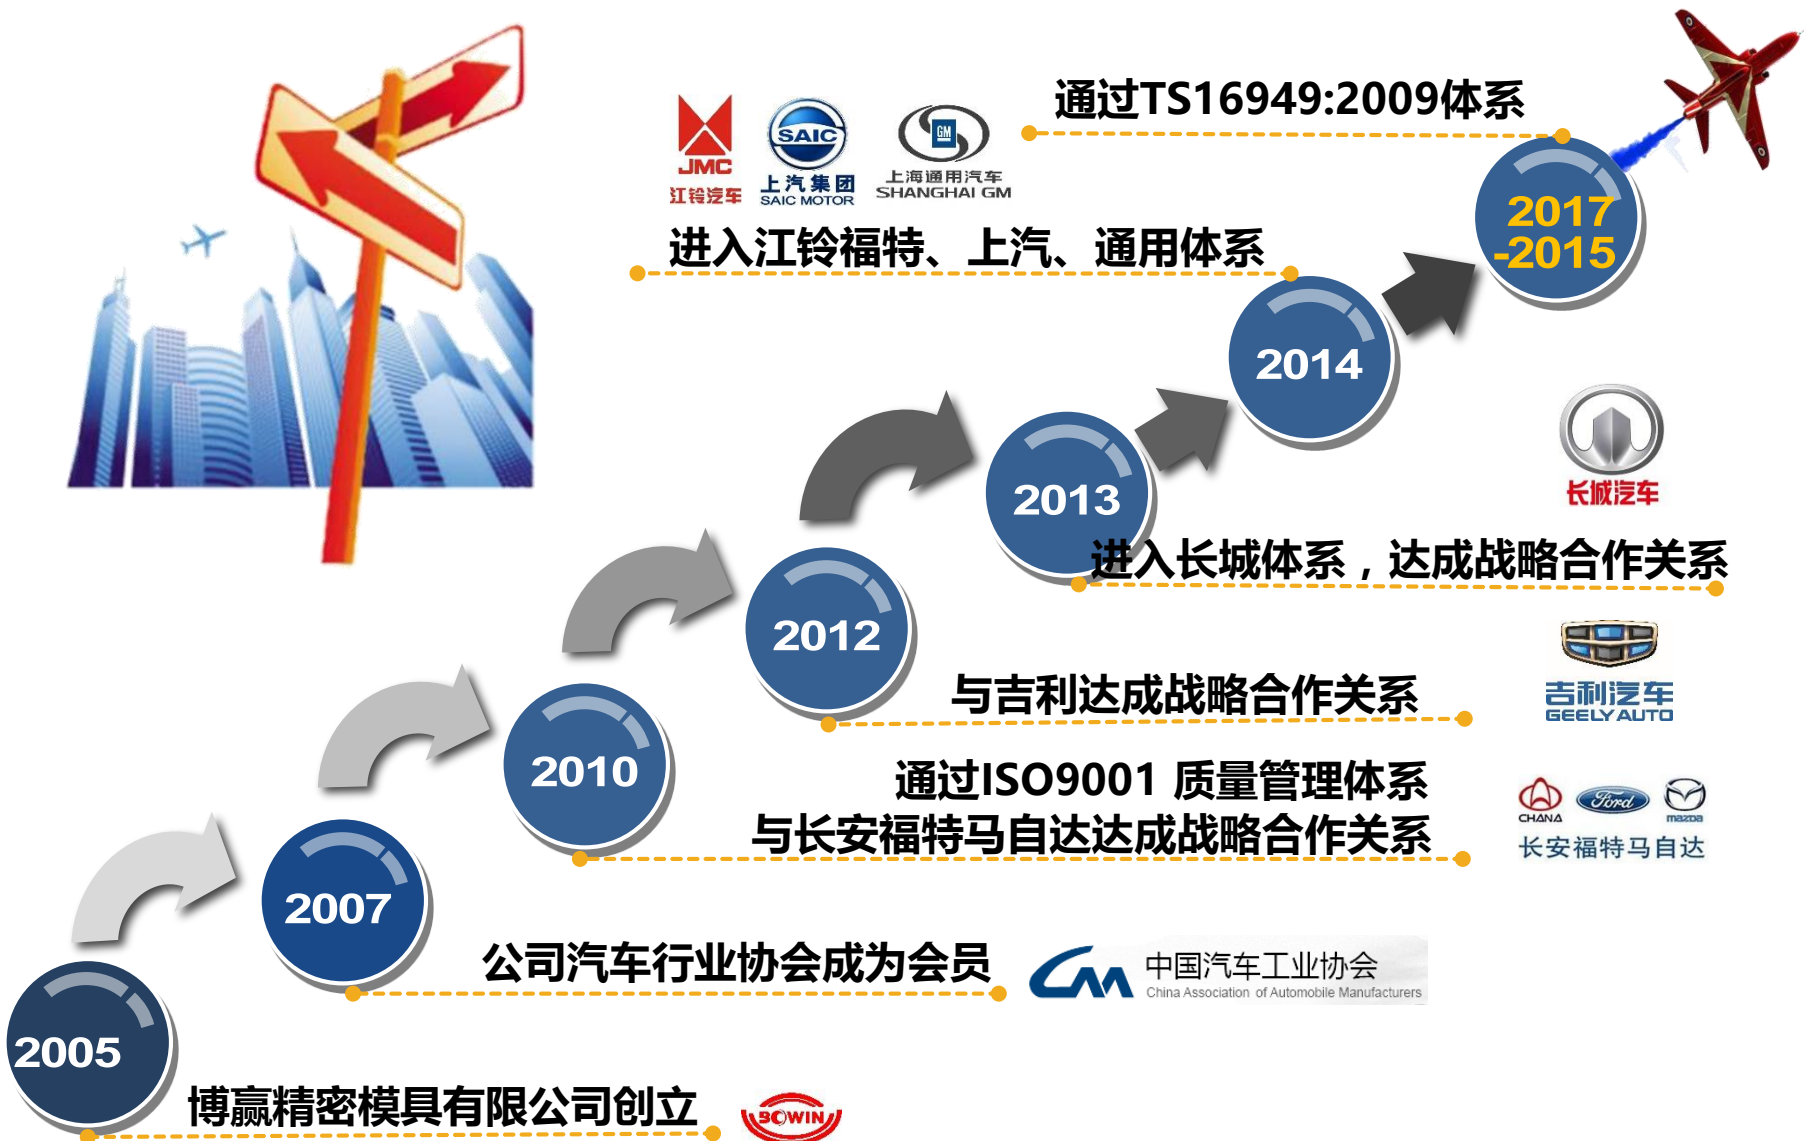 通过TS16949:2009体系
JMC
江铃汽车
SAIC
上汽集团
SAIC MOTOR
GM
上海通用汽车
SHANGHAI GM
2017
-2015
进入江铃福特、上汽、通用体系
2014
长城汽车
2013
进入长城体系，达成战略合作关系
2012
与吉利达成战略合作关系
吉利汽车
GEELY AUTO
2010
通过ISO9001 质量管理体系
与长安福特马自达达成战略合作关系
CHANA
Ford
mazda
长安福特马自达
2007
公司汽车行业协会成为会员
中国汽车工业协会
China Association of Automobile Manufacturers
2005
博赢精密模具有限公司创立
BOWIN